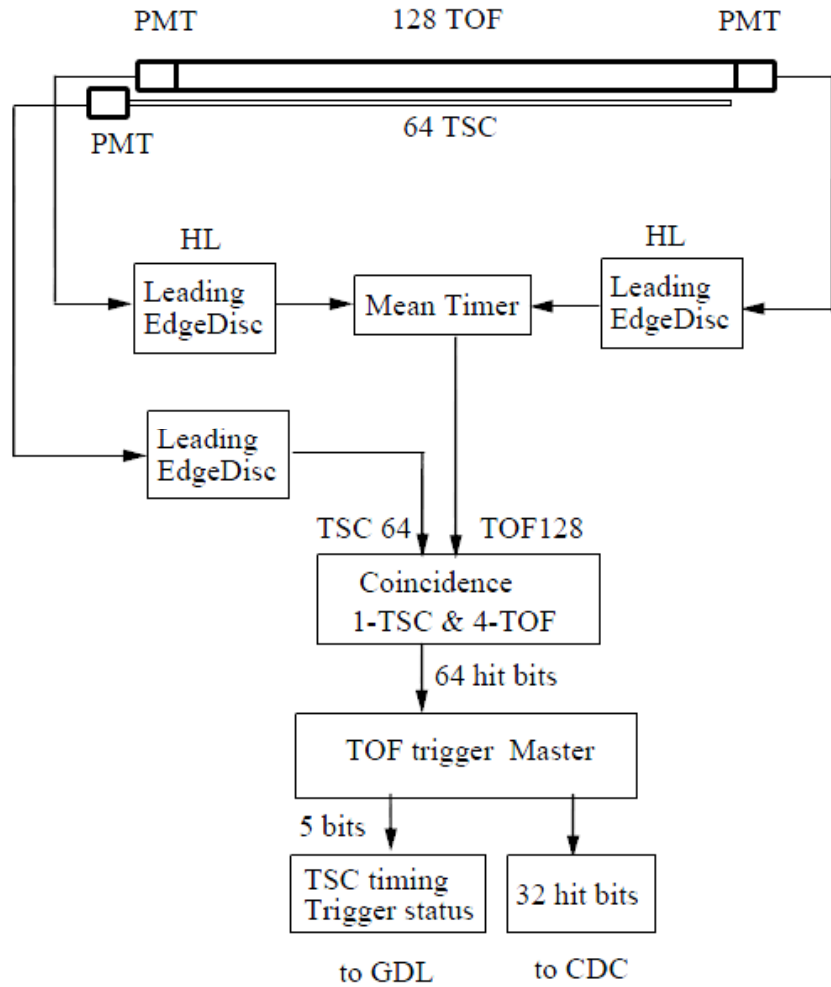 PMT 128 TOF PMT
64 TSC
PMT
HL
HL
Leading
EdgeDisc
Mean Timer
Leading
EdgeDisc
Leading
EdgeDisc
TSC 64 TOF128
Coincidence
1-TSC & 4-TOF
64 hit bits
TOF trigger Master
5 bits
TSC timing
Trigger status
32 hit bits
to GDL
to CDC